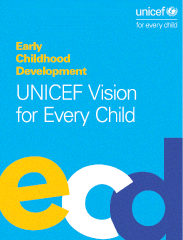 unicef
for every child
Early
Childhood
Development
UNICEF Vision
for Every Child
ecd